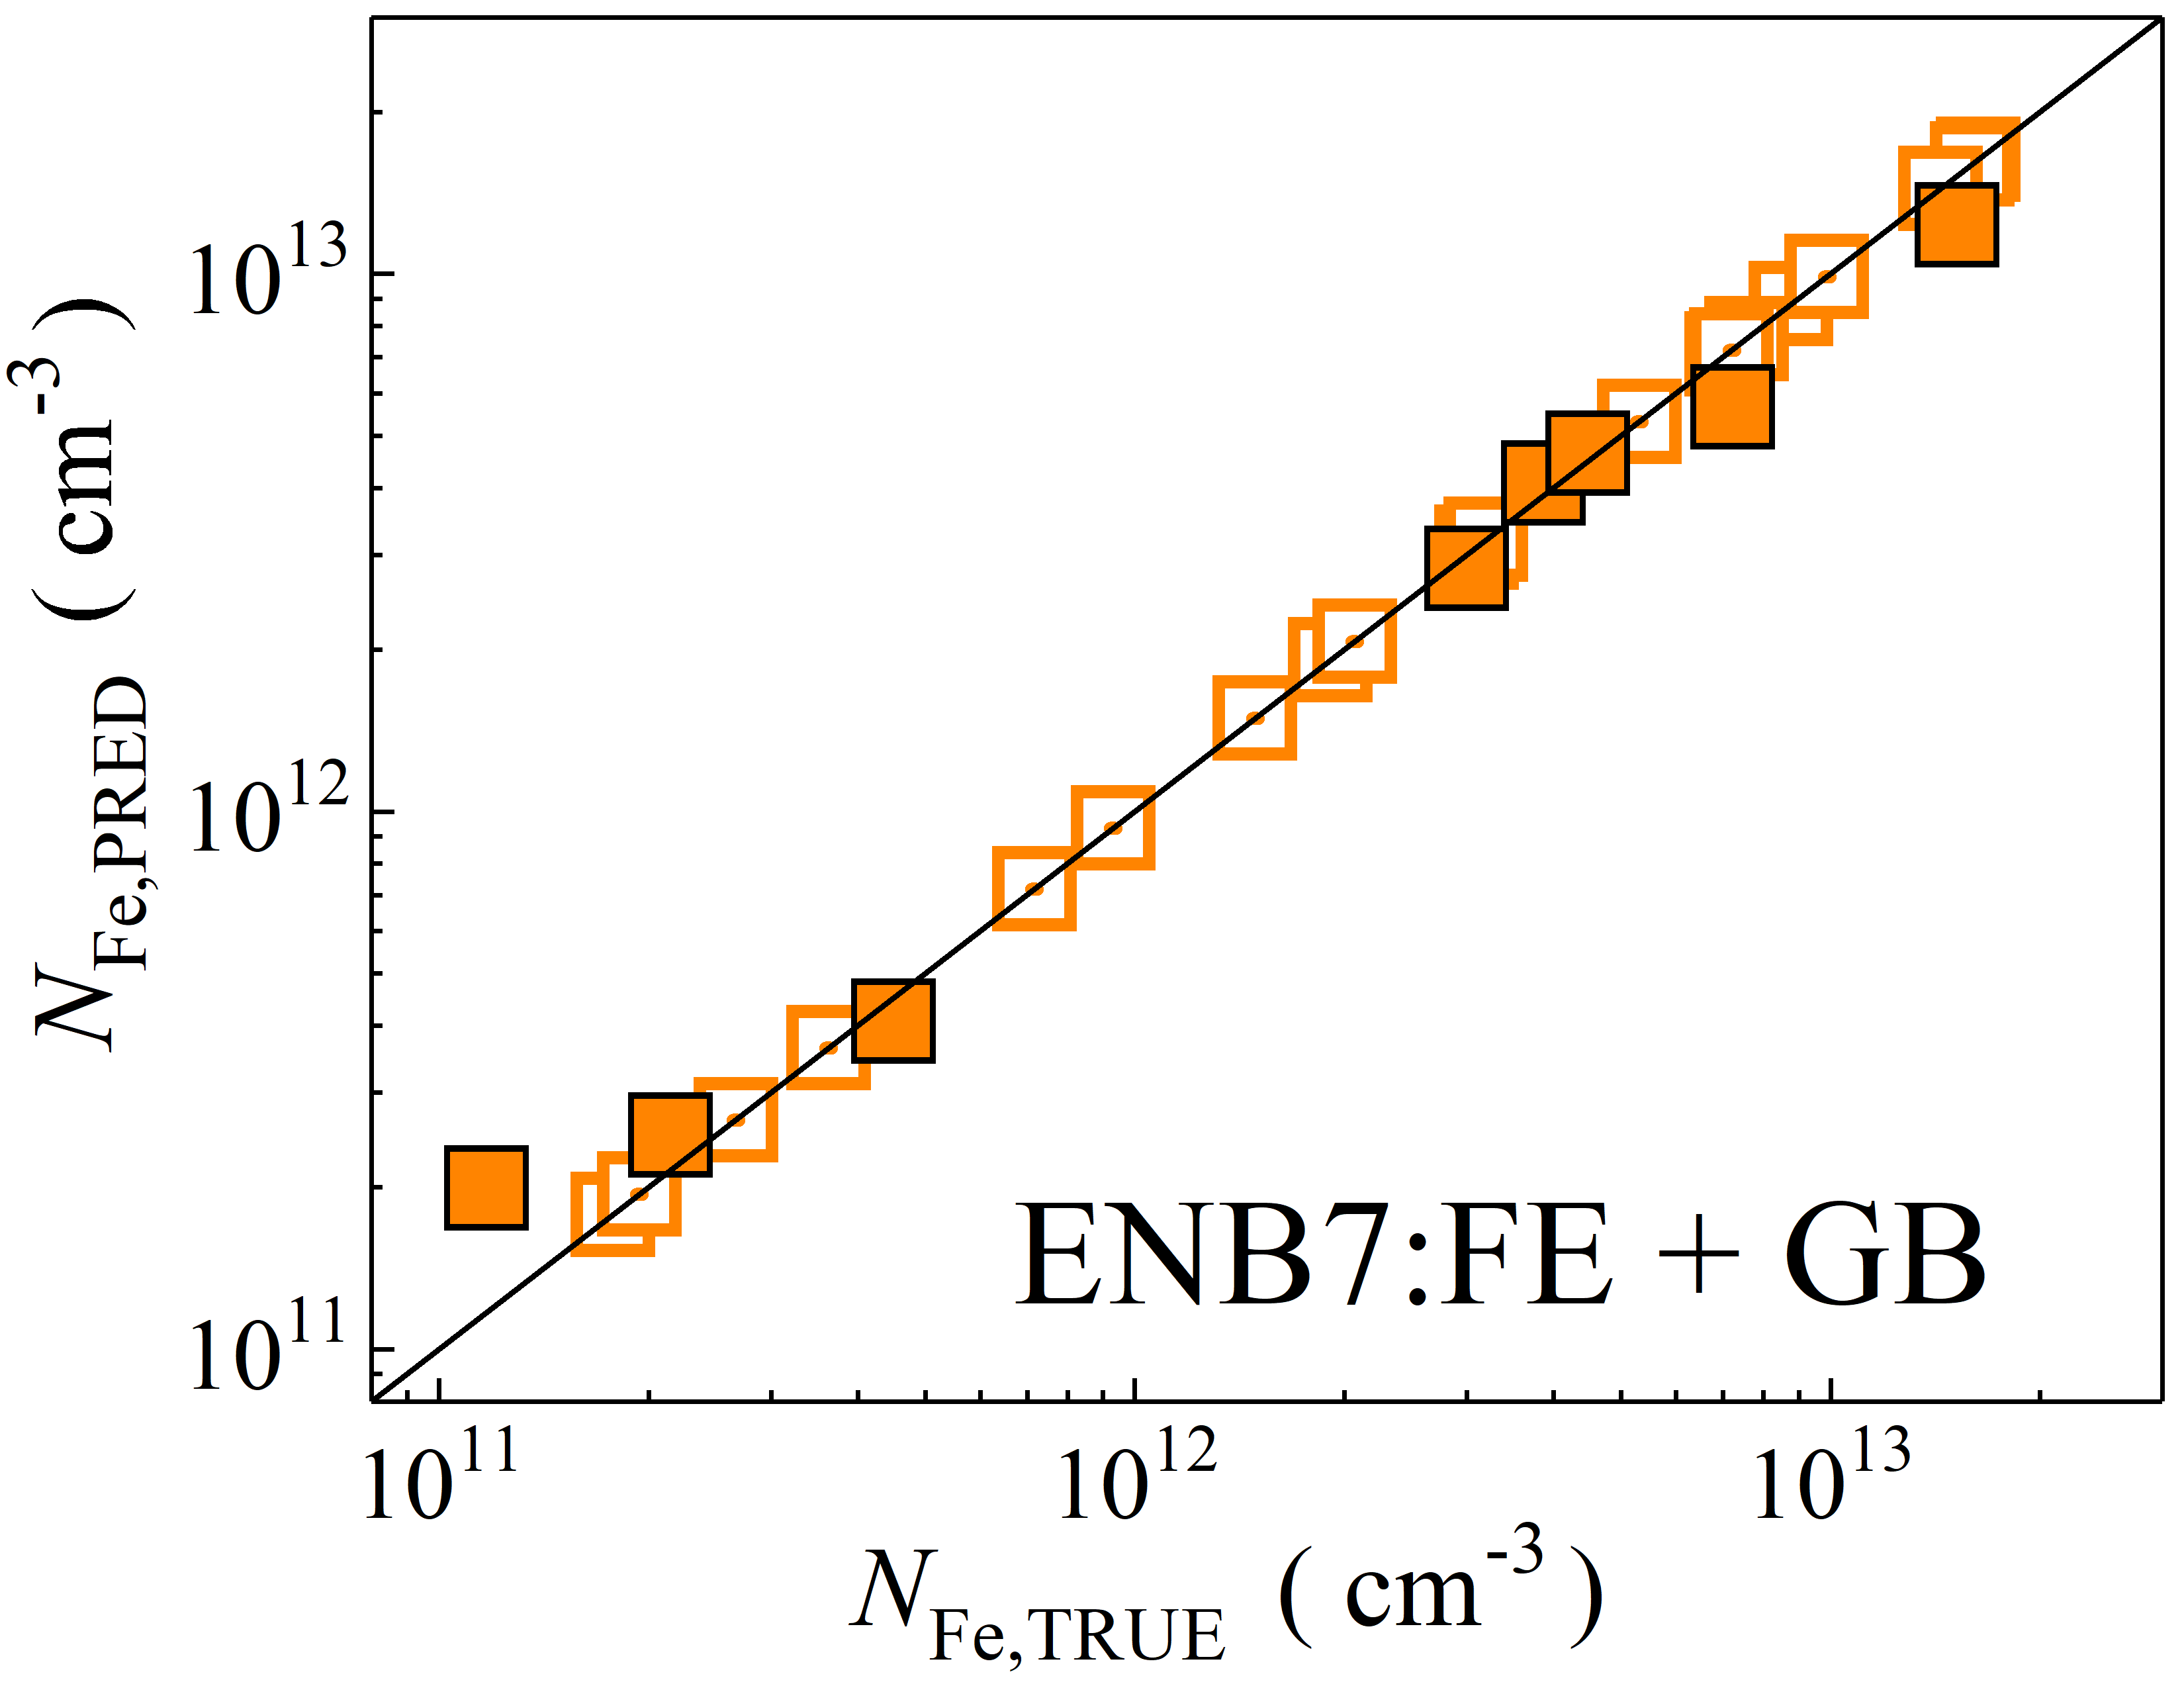 N_Fe,PRED ( cm^-3 )
10^13
10^12
10^11
ENB7:FE + GB
10^11 10^12 10^13
N_Fe,TRUE ( cm^-3 )